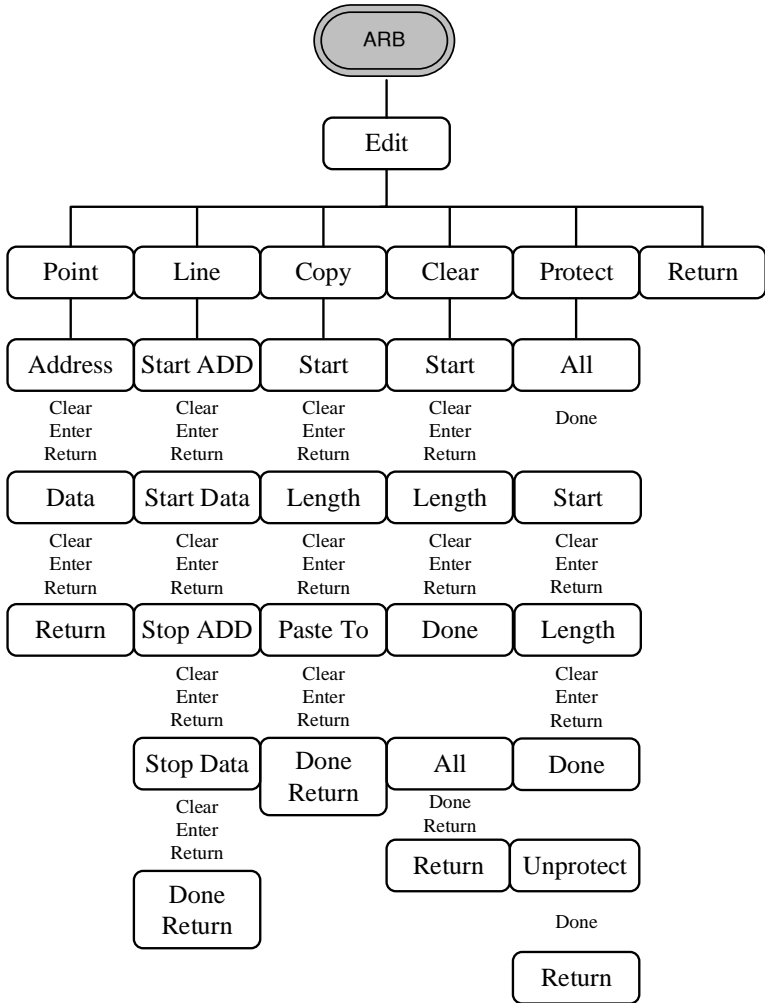 ARB
Edit
Point Line Copy Clear Protect Return
Address Start ADD Start Start All
Clear Clear Clear Clear Done
Enter Enter Enter Enter
Return Return Return Return
Data Start Data Length Length Start
Clear Clear Clear Clear Clear
Enter Enter Enter Enter Enter
Return Return Return Return Return
Return Stop ADD Paste To Done Length
Clear Clear Clear
Enter Enter Enter
Return Return Return
Stop Data Done All Done
Return
Clear Done
Enter Return
Return
Return Unprotect
Done
Return
Done
Return